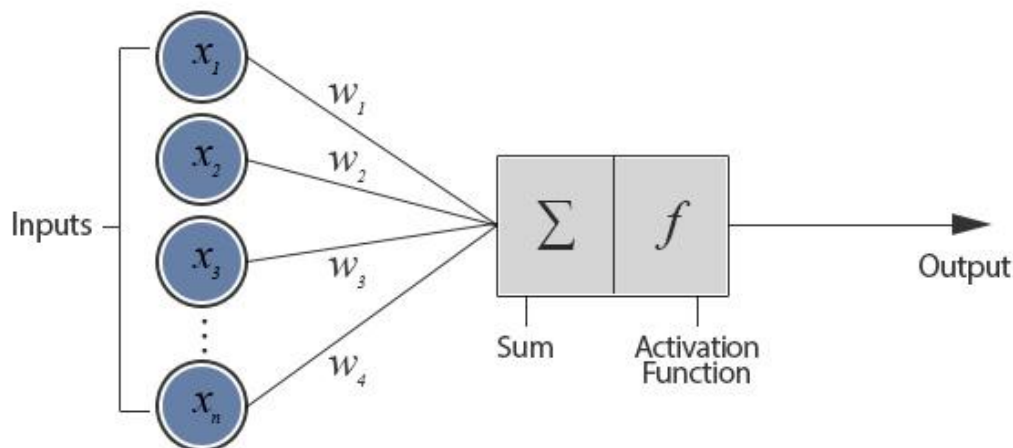 x₁
w₁
x₂
w₂
Inputs
Σ
f
x₃
w₃
Output
Sum
Activation
Function
w₄
xₙ